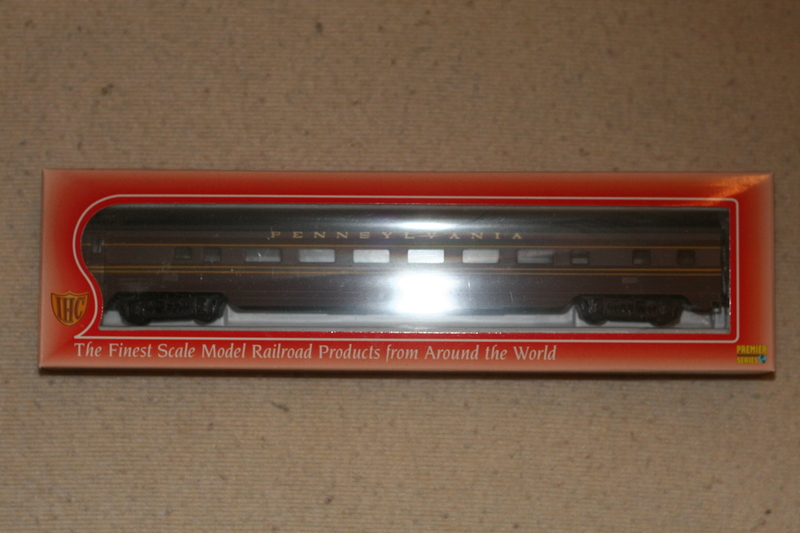 PENNSYLVANIA
IHC
The Finest Scale Model Railroad Products from Around the World
PREMIER
SERIES